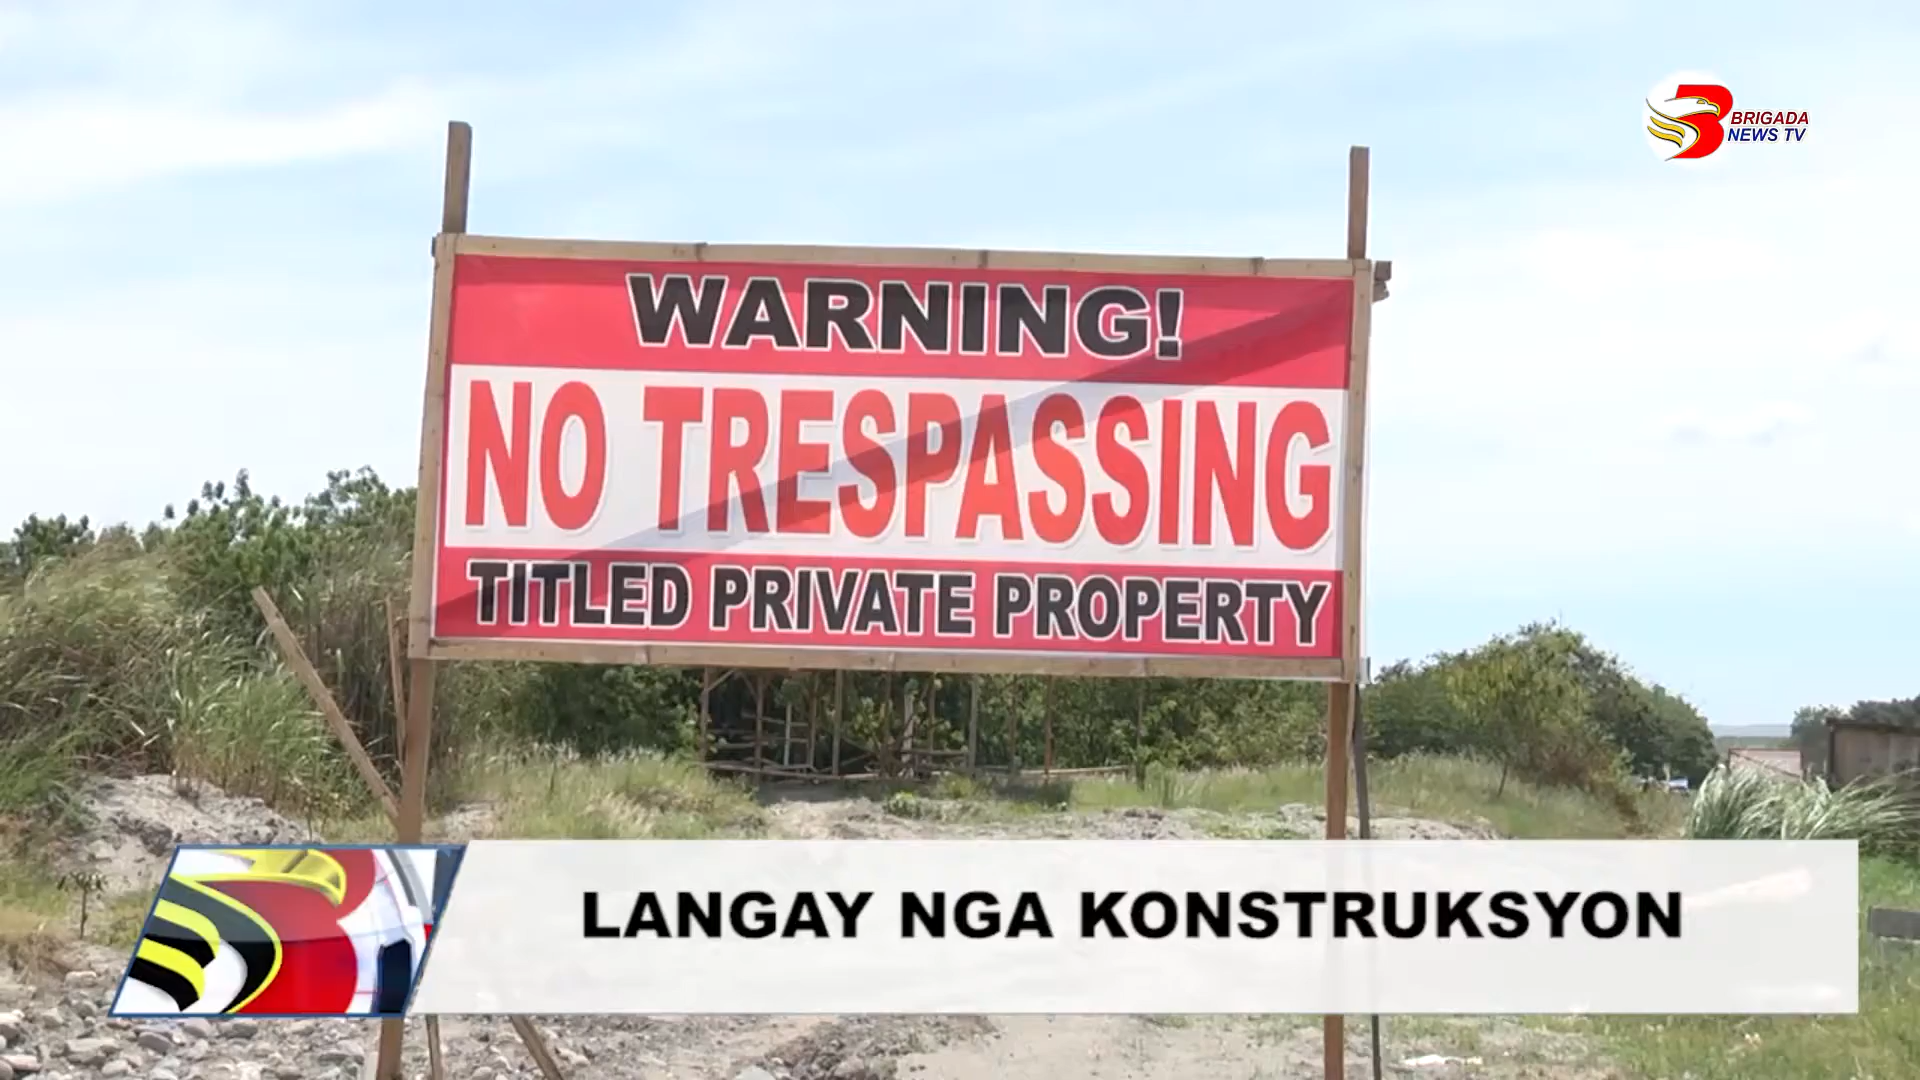 BRIGADA
NEWS TV
WARNING!
NO TRESPASSING
TITLED PRIVATE PROPERTY
LANGAY NGA KONSTRUKSYON